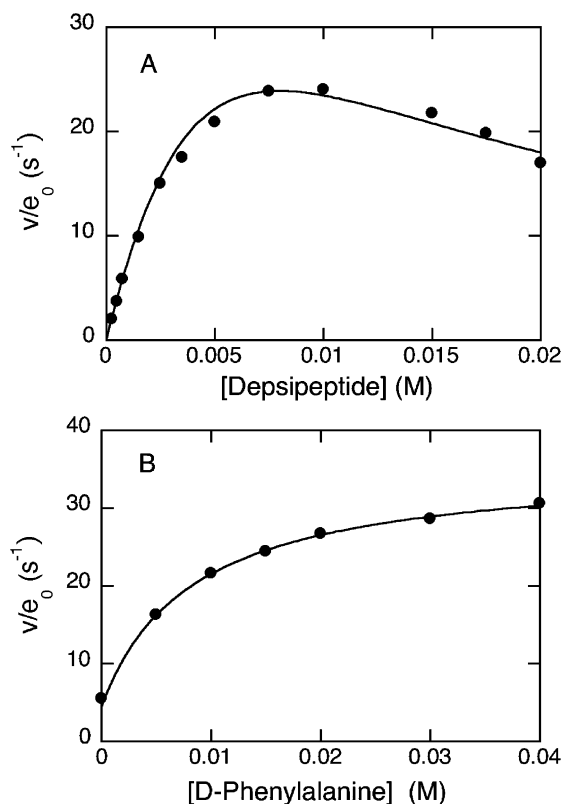 A
30
20
10
0
v/e0 (s-1)
0 0.005 0.01 0.015 0.02
[Depsipeptide] (M)
B
40
30
20
10
0
v/e0 (s-1)
0 0.01 0.02 0.03 0.04
[D-Phenylalanine] (M)